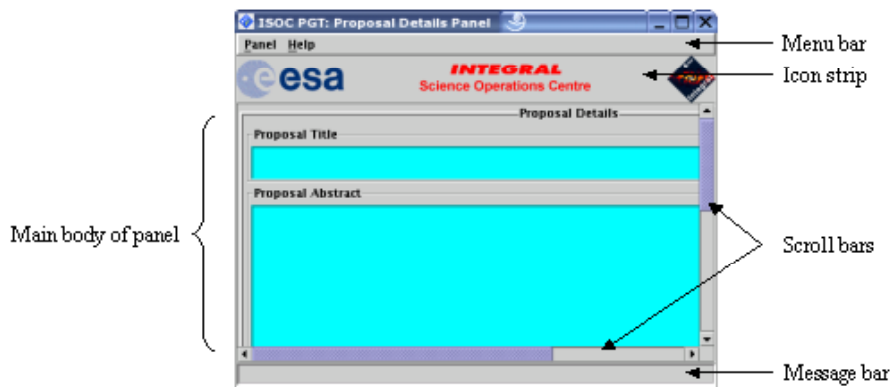 ISOC PGT: Proposal Details Panel
Panel Help
Menu bar
esa
INTEGRAL
Science Operations Centre
Icon strip
Proposal Details
Proposal Title
Proposal Abstract
Main body of panel
Scroll bars
Message bar